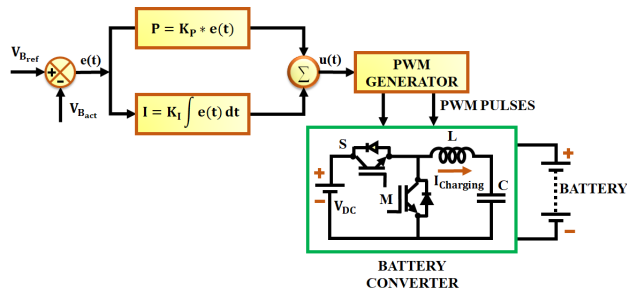 P = K_P * e(t)
V_Bref
+
-
e(t)
V_Bact
I = K_I ∫ e(t) dt
∑
u(t)
PWM
GENERATOR
PWM PULSES
S
L
+
-
V_DC
M
I_Charging
C
+
BATTERY
-
BATTERY
CONVERTER